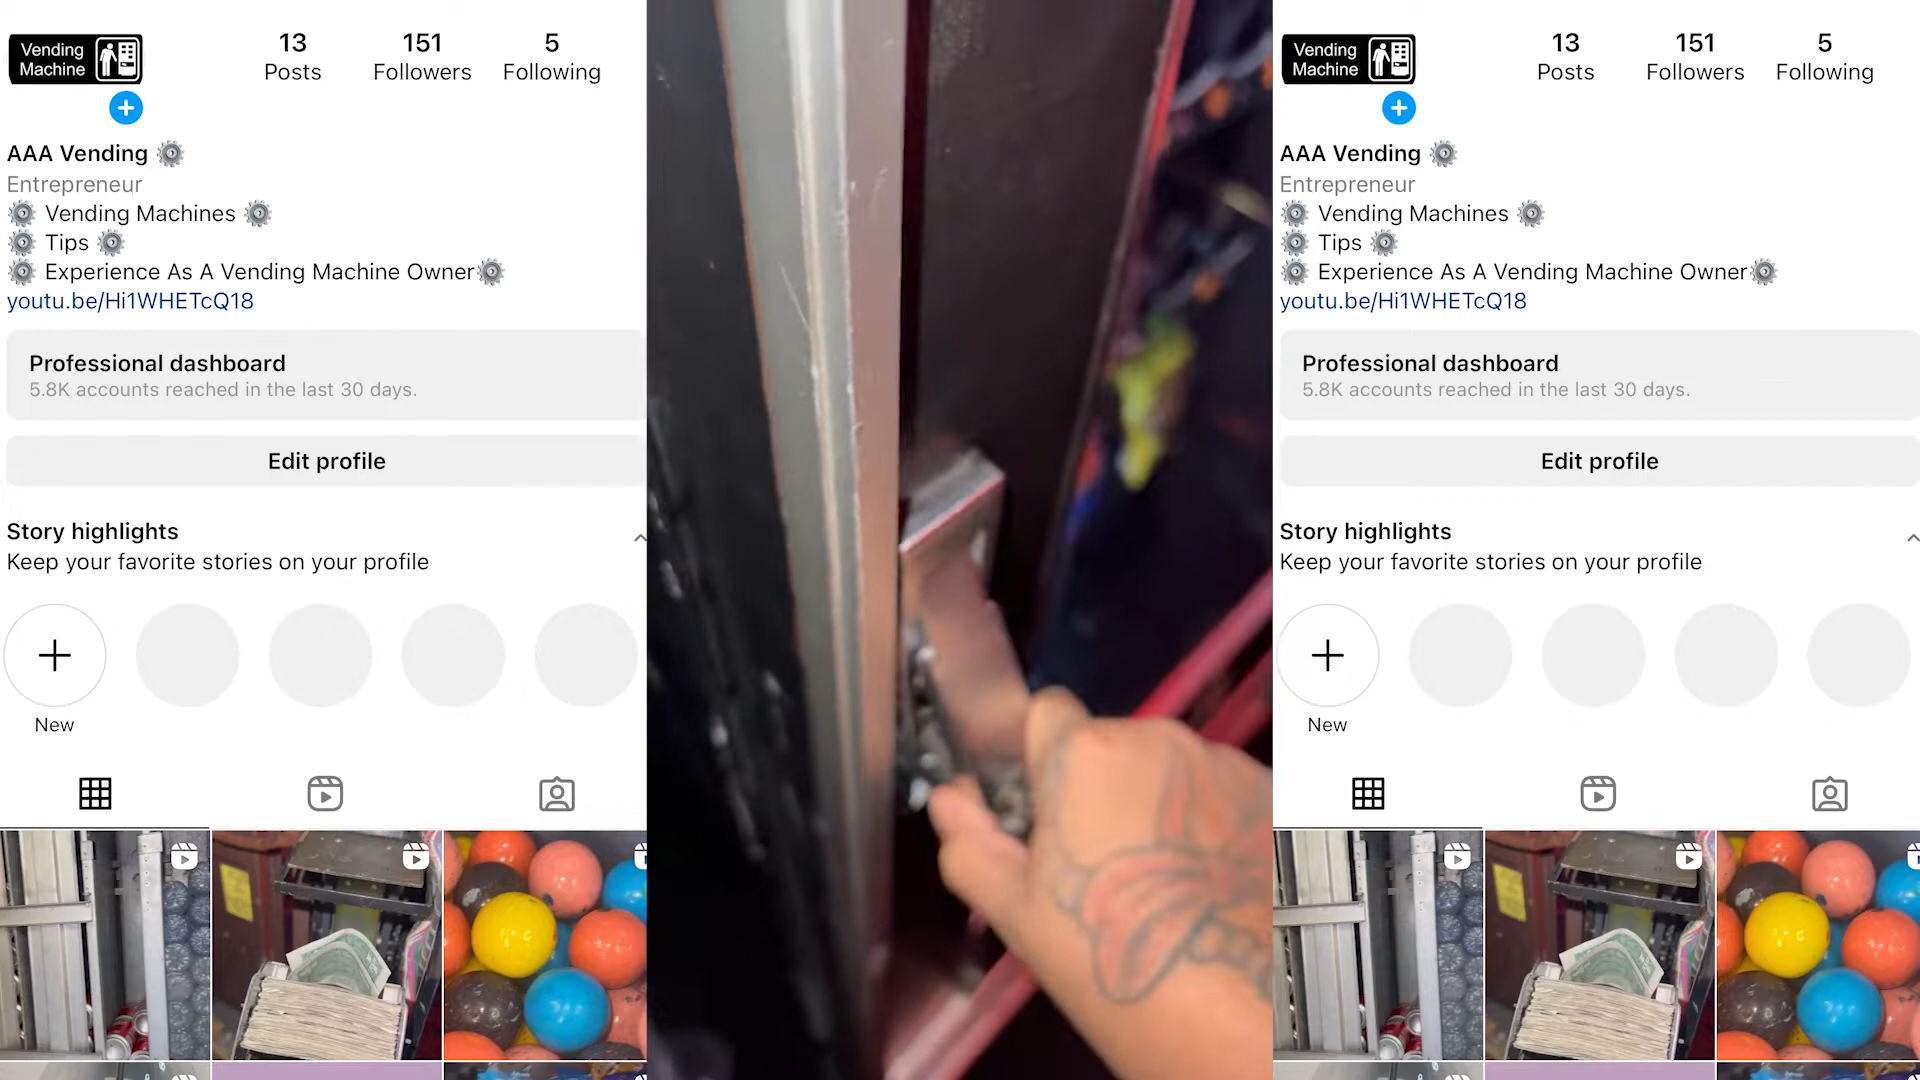 Vending
Machine
13
151
5
Posts
Followers
Following
AAA Vending
Entrepreneur
Vending Machines
Tips
Experience As A Vending Machine Owner
youtu.be/Hi1WHETcQ18
Professional dashboard
5.8K accounts reached in the last 30 days.
Edit profile
Story highlights
Keep your favorite stories on your profile
New
Vending
Machine
13
151
5
Posts
Followers
Following
AAA Vending
Entrepreneur
Vending Machines
Tips
Experience As A Vending Machine Owner
youtu.be/Hi1WHETcQ18
Professional dashboard
5.8K accounts reached in the last 30 days.
Edit profile
Story highlights
Keep your favorite stories on your profile
New